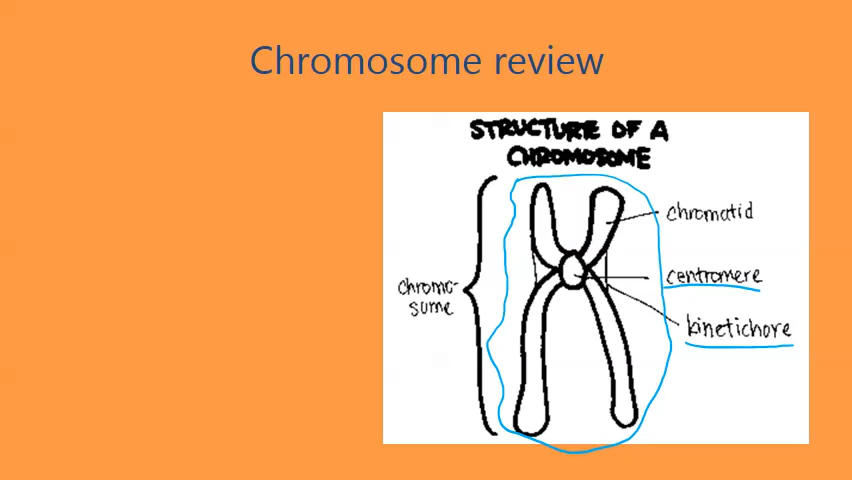 Chromosome review
STRUCTURE OF A
CHROMOSOME
chromatid
centromere
chromo-
some
kinetichore